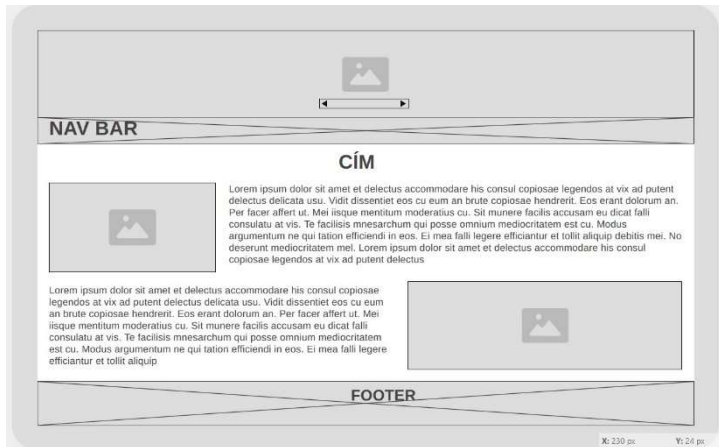 NAV BAR
CÍM
Lorem ipsum dolor sit amet et delectus accommodare his consul copiosae legendos at vix ad putent
delectus delicata usu. Vidit dissentiet eos cu eum an brute copiosae hendrerit. Eos erant dolorum an.
Per facer affert ut. Mei iisque mentitum moderatius cu. Sit munere facilis accusam eu dicat falli
consulatu at vis. Te facilisis mnesarchum qui posse omnium mediocritatem est cu. Modus
argumentum ne qui tation efficiendi in eos. Ei mea falli legere efficiantur et tollit aliquip debitis mei. No
deserunt mediocritatem mel. Lorem ipsum dolor sit amet et delectus accommodare his consul
copiosae legendos at vix ad putent delectus
Lorem ipsum dolor sit amet et delectus accommodare his consul copiosae
legendos at vix ad putent delectus delicata usu. Vidit dissentiet eos cu eum
an brute copiosae hendrerit. Eos erant dolorum an. Per facer affert ut. Mei
iisque mentitum moderatius cu. Sit munere facilis accusam eu dicat falli
consulatu at vis. Te facilisis mnesarchum qui posse omnium mediocritatem
est cu. Modus argumentum ne qui tation efficiendi in eos. Ei mea falli legere
efficiantur et tollit aliquip
FOOTER
X: 230 px Y: 24 px